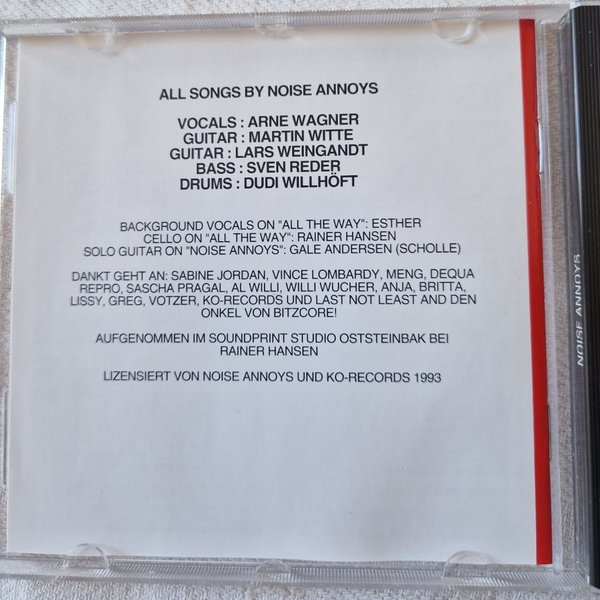 ALL SONGS BY NOISE ANNOYS
VOCALS : ARNE WAGNER
GUITAR : MARTIN WITTE
GUITAR : LARS WEINGANDT
BASS : SVEN REDER
DRUMS : DUDI WILLHÖFT
BACKGROUND VOCALS ON "ALL THE WAY": ESTHER
CELLO ON "ALL THE WAY": RAINER HANSEN
SOLO GUITAR ON "NOISE ANNOYS": GALE ANDERSEN (SCHOLLE)
DANKT GEHT AN: SABINE JORDAN, VINCE LOMBARDY, MENG, DEQUA
REPRO, SASCHA PRAGAL, AL WILLI, WILLI WUCHER, ANJA, BRITTA,
LISSY, GREG, VOTZER, KO-RECORDS UND LAST NOT LEAST AND DEN
ONKEL VON BITZCORE!
AUFGENOMMEN IM SOUNDPRINT STUDIO OSTSTEINBAK BEI
RAINER HANSEN
LIZENSIERT VON NOISE ANNOYS UND KO-RECORDS 1993
NOISE ANNOYS